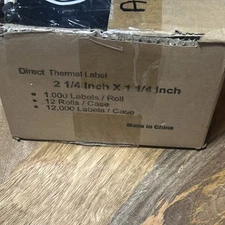 Direct Thermal Label
2 1/4 Inch X 1 1/4 Inch
• 1,000 Labels / Roll
• 12 Rolls / Case
• 12,000 Labels / Case
Made in China